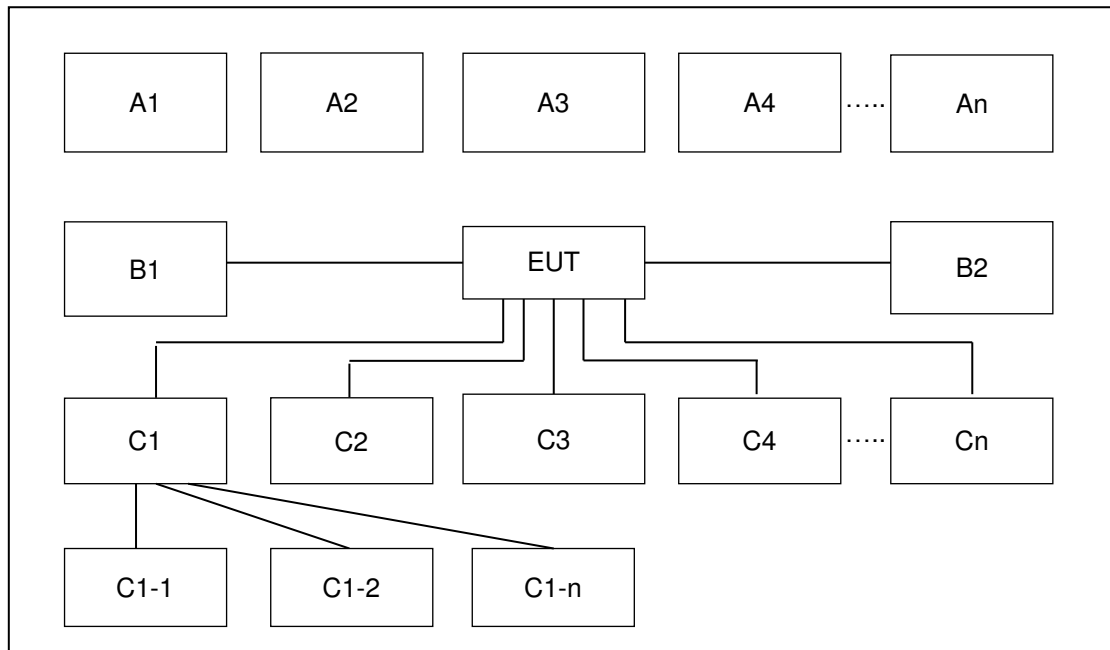 A1 A2 A3 A4 ..... An
B1 EUT B2
C1 C2 C3 C4 ..... Cn
C1-1 C1-2 C1-n